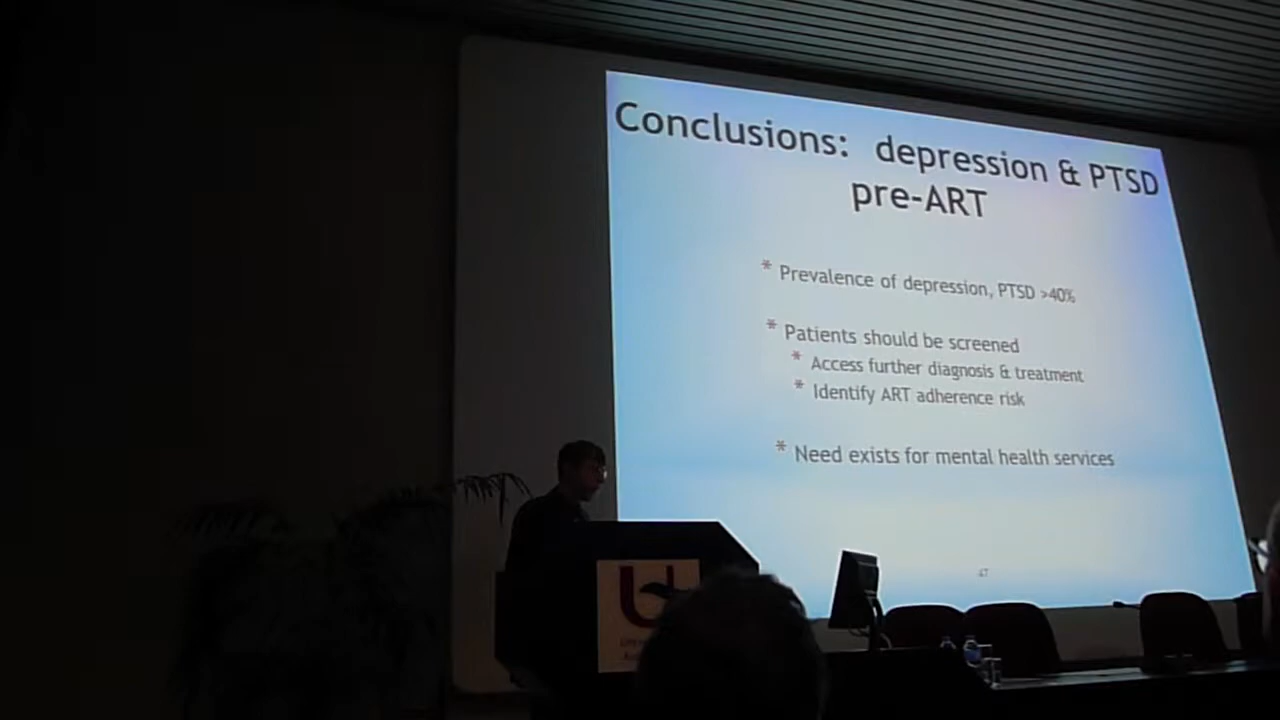 Conclusions: depression & PTSD
pre-ART
* Prevalence of depression, PTSD >40%
* Patients should be screened
* Access further diagnosis & treatment
* Identify ART adherence risk
* Need exists for mental health services
47
U